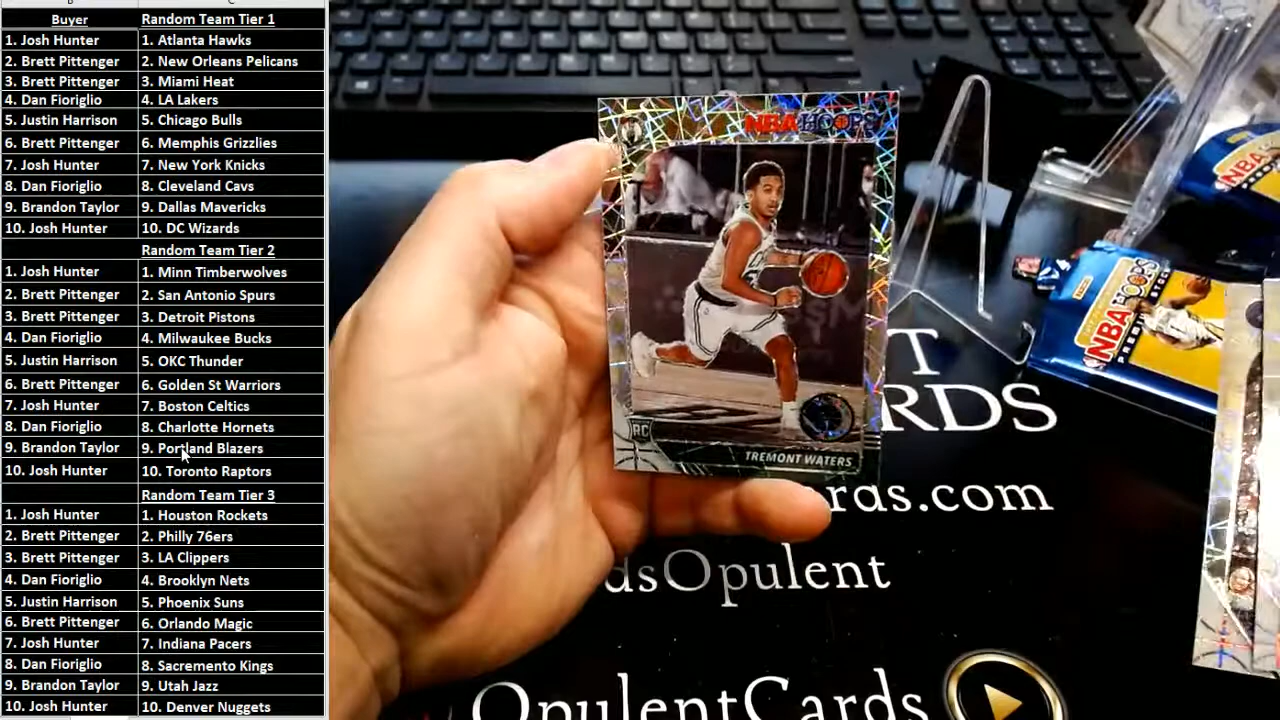 Buyer Random Team Tier 1
1. Josh Hunter 1. Atlanta Hawks
2. Brett Pittenger 2. New Orleans Pelicans
3. Brett Pittenger 3. Miami Heat
4. Dan Fioriglio 4. LA Lakers
5. Justin Harrison 5. Chicago Bulls
6. Brett Pittenger 6. Memphis Grizzlies
7. Josh Hunter 7. New York Knicks
8. Dan Fioriglio 8. Cleveland Cavs
9. Brandon Taylor 9. Dallas Mavericks
10. Josh Hunter 10. DC Wizards
Random Team Tier 2
1. Josh Hunter 1. Minn Timberwolves
2. Brett Pittenger 2. San Antonio Spurs
3. Brett Pittenger 3. Detroit Pistons
4. Dan Fioriglio 4. Milwaukee Bucks
5. Justin Harrison 5. OKC Thunder
6. Brett Pittenger 6. Golden St Warriors
7. Josh Hunter 7. Boston Celtics
8. Dan Fioriglio 8. Charlotte Hornets
9. Brandon Taylor 9. Portland Blazers
10. Josh Hunter 10. Toronto Raptors
Random Team Tier 3
1. Josh Hunter 1. Houston Rockets
2. Brett Pittenger 2. Philly 76ers
3. Brett Pittenger 3. LA Clippers
4. Dan Fioriglio 4. Brooklyn Nets
5. Justin Harrison 5. Phoenix Suns
6. Brett Pittenger 6. Orlando Magic
7. Josh Hunter 7. Indiana Pacers
8. Dan Fioriglio 8. Sacremento Kings
9. Brandon Taylor 9. Utah Jazz
10. Josh Hunter 10. Denver Nuggets
NBA HOOPS
RC
TREMONT WATERS
NBA HOOPS
NBA
T
RDS
ards.com
dsOpulent
OpulentCards